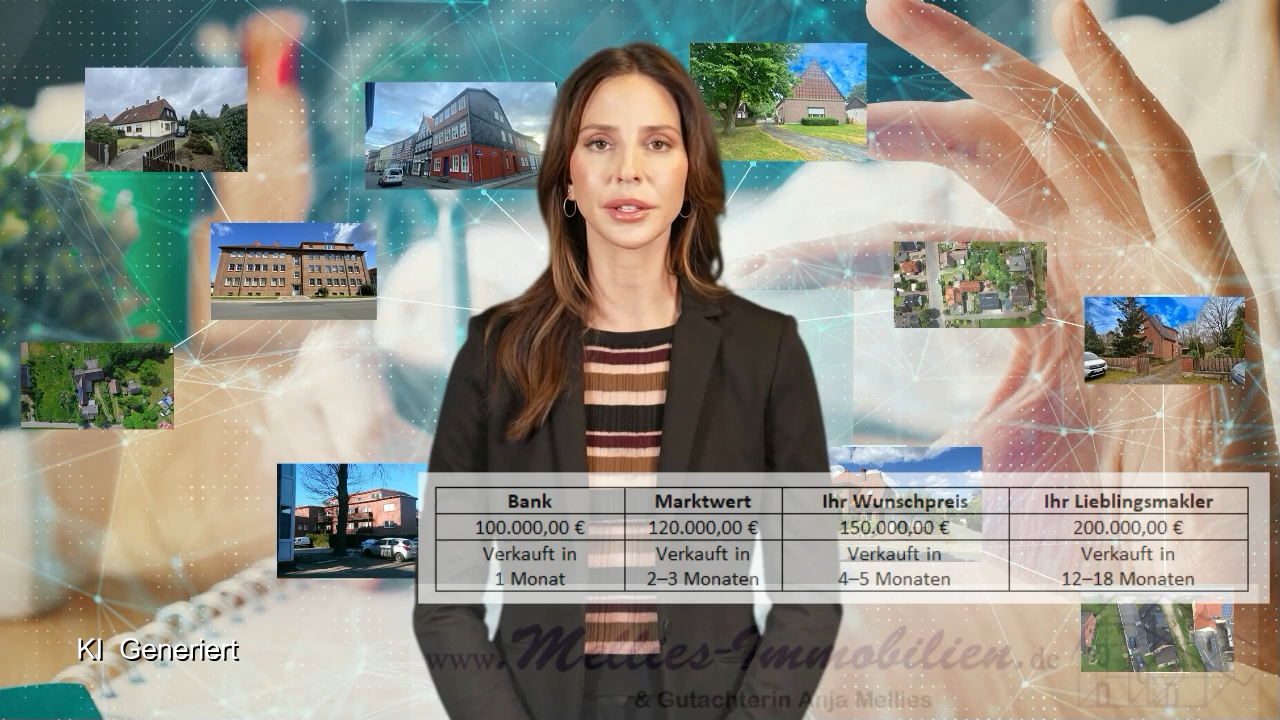 Bank Marktwert Ihr Wunschpreis Ihr Lieblingsmakler
100.000,00 € 120.000,00 € 150.000,00 € 200.000,00 €
Verkauft in Verkauft in Verkauft in Verkauft in
1 Monat 2–3 Monaten 4–5 Monaten 12–18 Monaten
KI Generiert
www.Mellies-Immobilien.de
& Gutachterin Anja Mellies